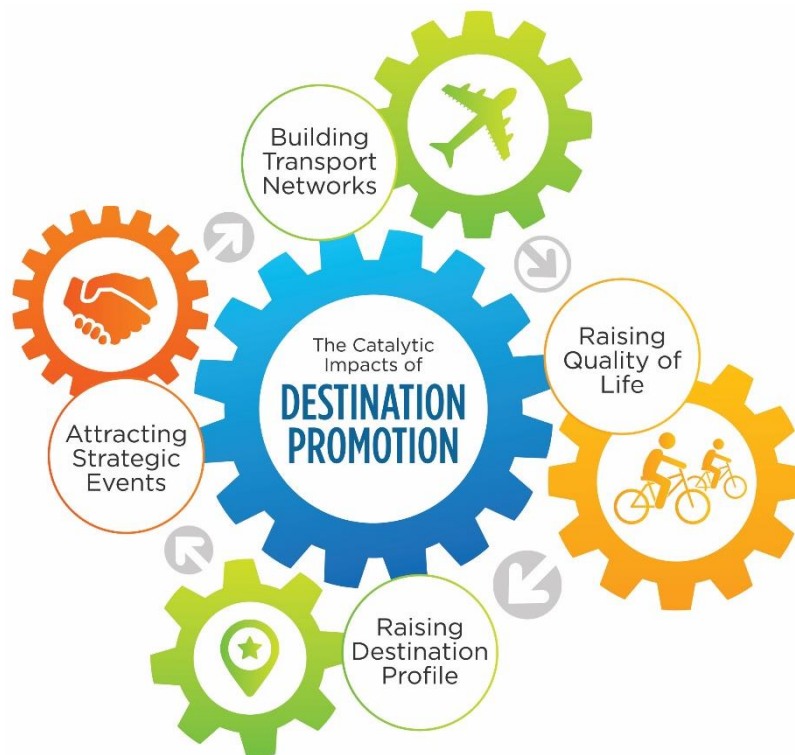 Building
Transport
Networks
The Catalytic
Impacts of
DESTINATION
PROMOTION
Raising
Quality of
Life
Attracting
Strategic
Events
Raising
Destination
Profile